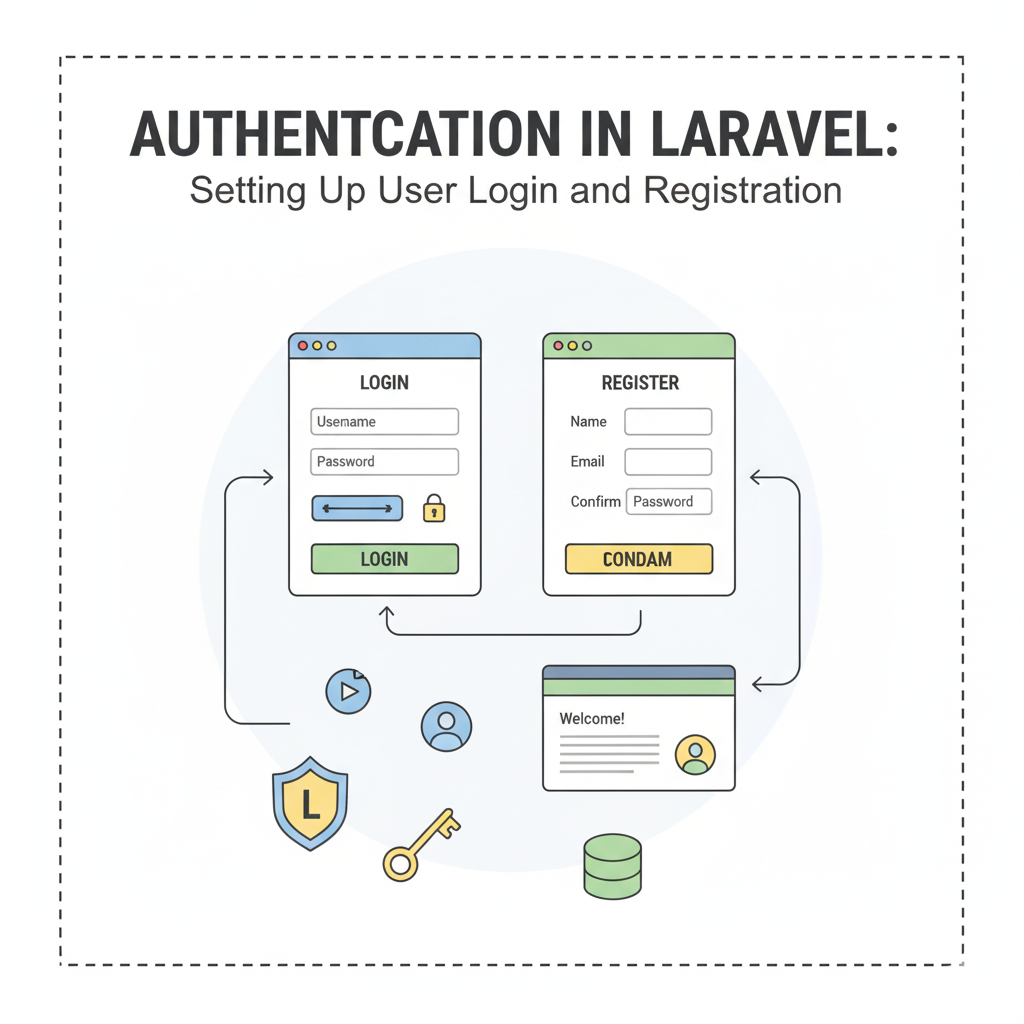 AUTHENTCATION IN LARAVEL:
Setting Up User Login and Registration
LOGIN
Username
Password
LOGIN
REGISTER
Name
Email
Confirm Password
CONDAM
Welcome!
L